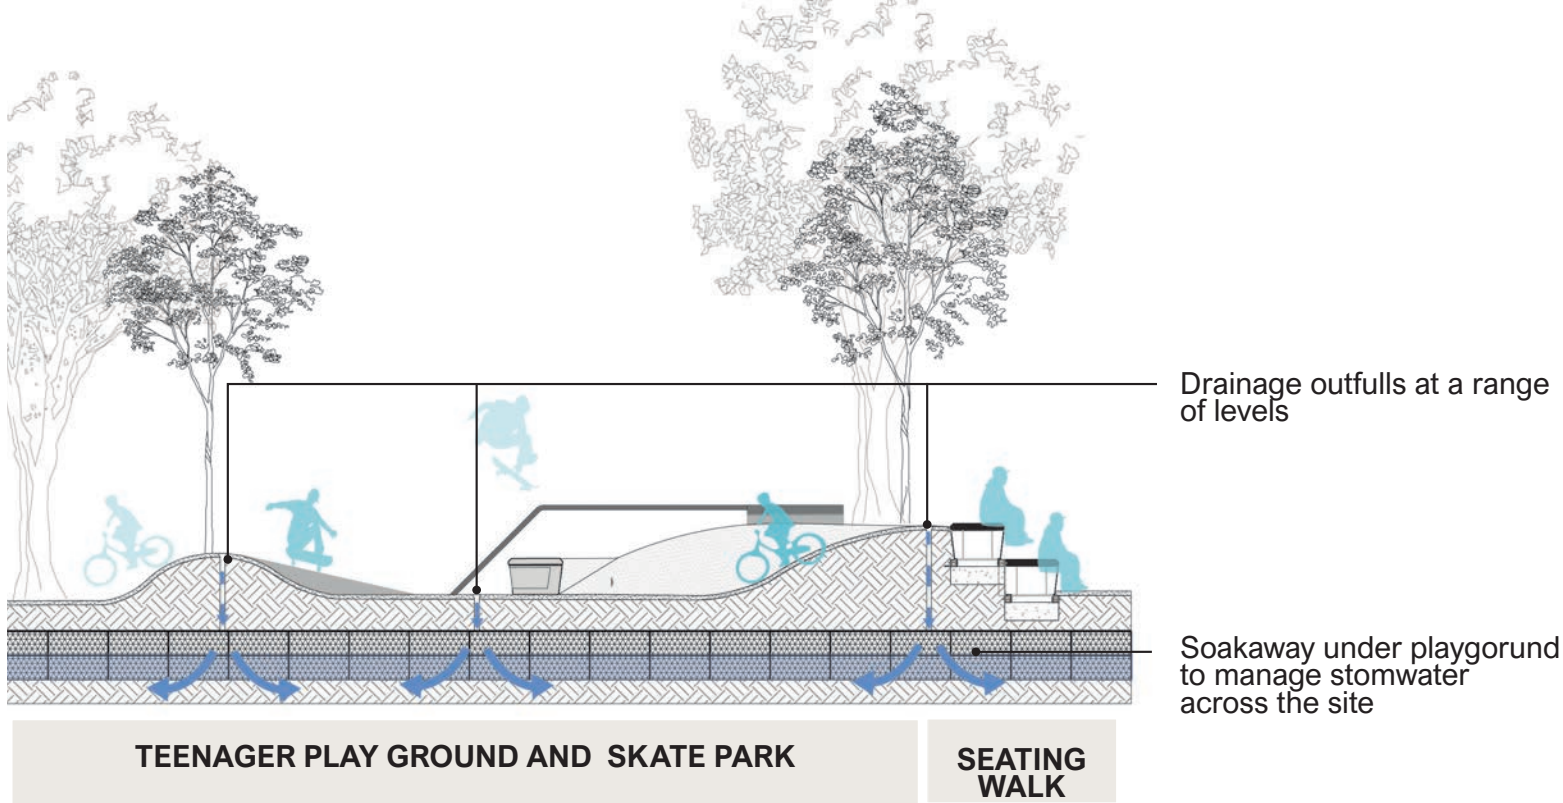 Drainage outfulls at a range
of levels
Soakaway under playgorund
to manage stomwater
across the site
TEENAGER PLAY GROUND AND  SKATE PARK
SEATING
WALK